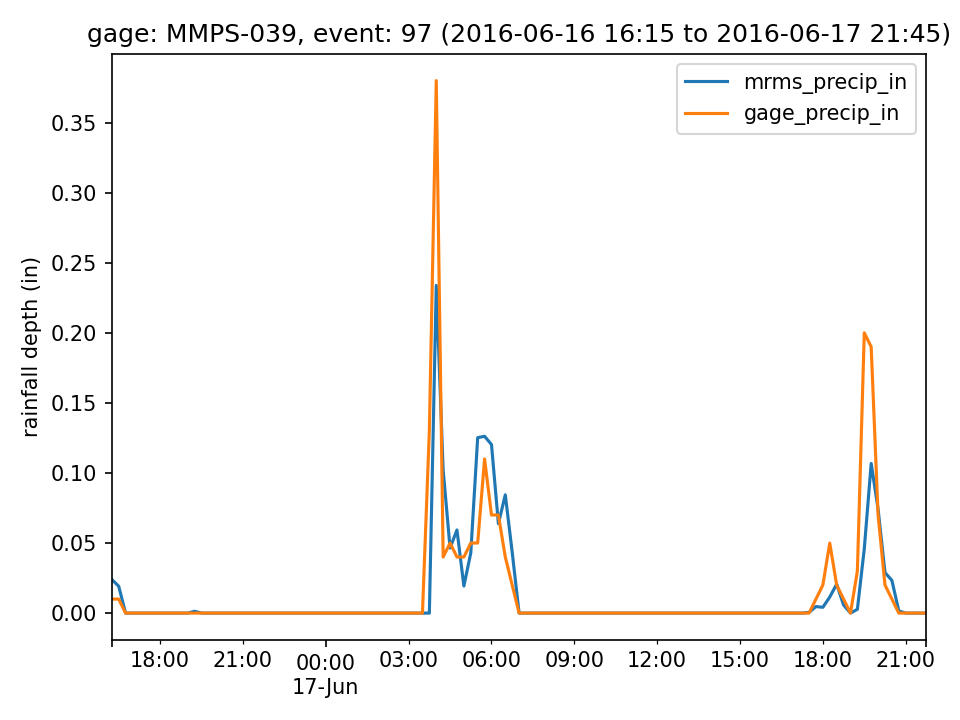 gage: MMPS-039, event: 97 (2016-06-16 16:15 to 2016-06-17 21:45)
mrms_precip_in
gage_precip_in
rainfall depth (in)
0.35
0.30
0.25
0.20
0.15
0.10
0.05
0.00
18:00 21:00 00:00 03:00 06:00 09:00 12:00 15:00 18:00 21:00
17-Jun